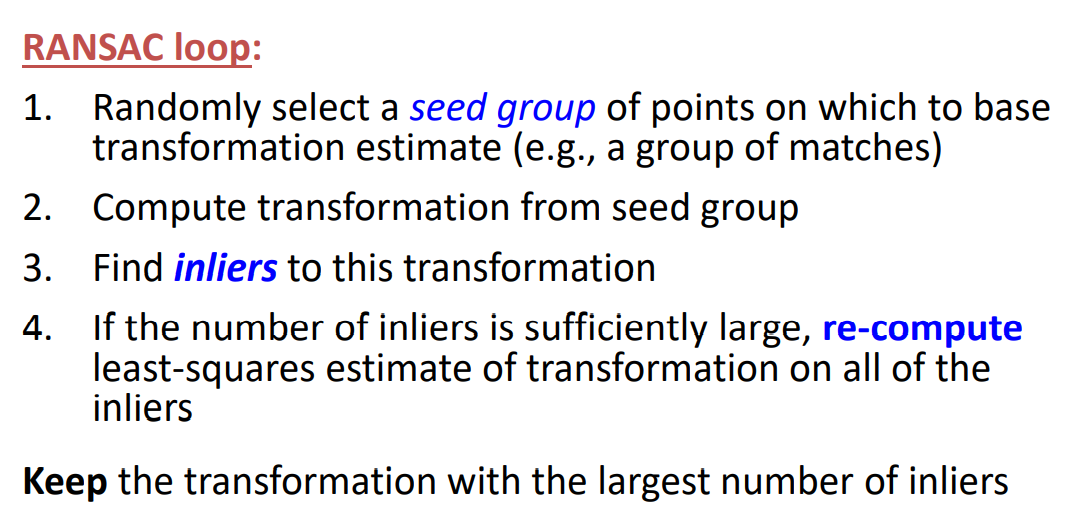 RANSAC loop:
1. Randomly select a seed group of points on which to base
transformation estimate (e.g., a group of matches)
2. Compute transformation from seed group
3. Find inliers to this transformation
4. If the number of inliers is sufficiently large, re-compute
least-squares estimate of transformation on all of the
inliers
Keep the transformation with the largest number of inliers